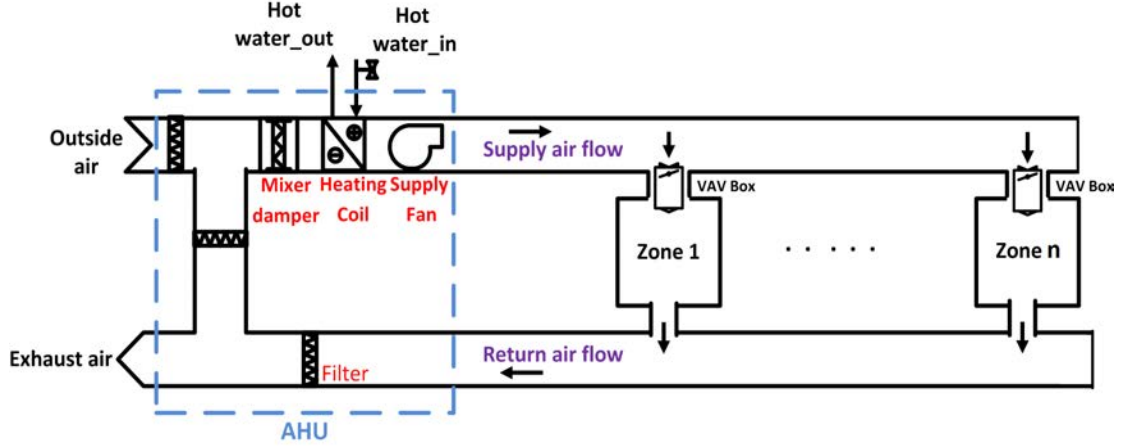 Hot
water_out
Hot
water_in
Outside
air
Supply air flow
Mixer
damper
Heating
Coil
Supply
Fan
VAV Box
VAV Box
Zone 1
. . . . .
Zone n
Exhaust air
Filter
Return air flow
AHU